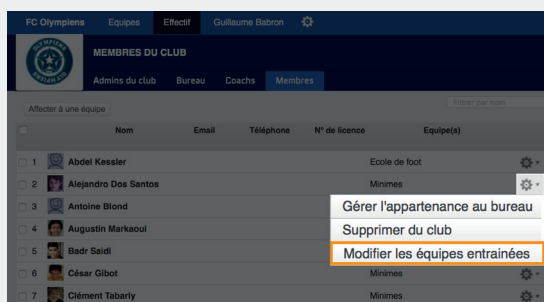 FC Olympiens Equipes Effectif Guillaume Babron
MEMBRES DU CLUB
Admins du club Bureau Coachs Membres
Affecter à une équipe Filtrer par nom
Nom Email Téléphone N° de licence Equipe(s)
1 Abdel Kessler Ecole de foot
2 Alejandro Dos Santos Minimes
3 Antoine Blond Gérer l'appartenance au bureau
4 Augustin Markaoui Supprimer du club
5 Badr Saidi Modifier les équipes entrainées
6 César Gibot Minimes
7 Clément Tabarly Minimes